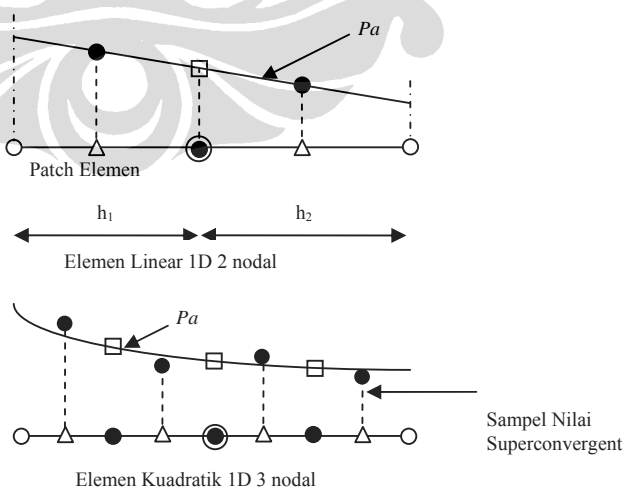 Pa
Patch Elemen
h₁
h₂
Elemen Linear 1D 2 nodal
Pa
Sampel Nilai
Superconvergent
Elemen Kuadratik 1D 3 nodal